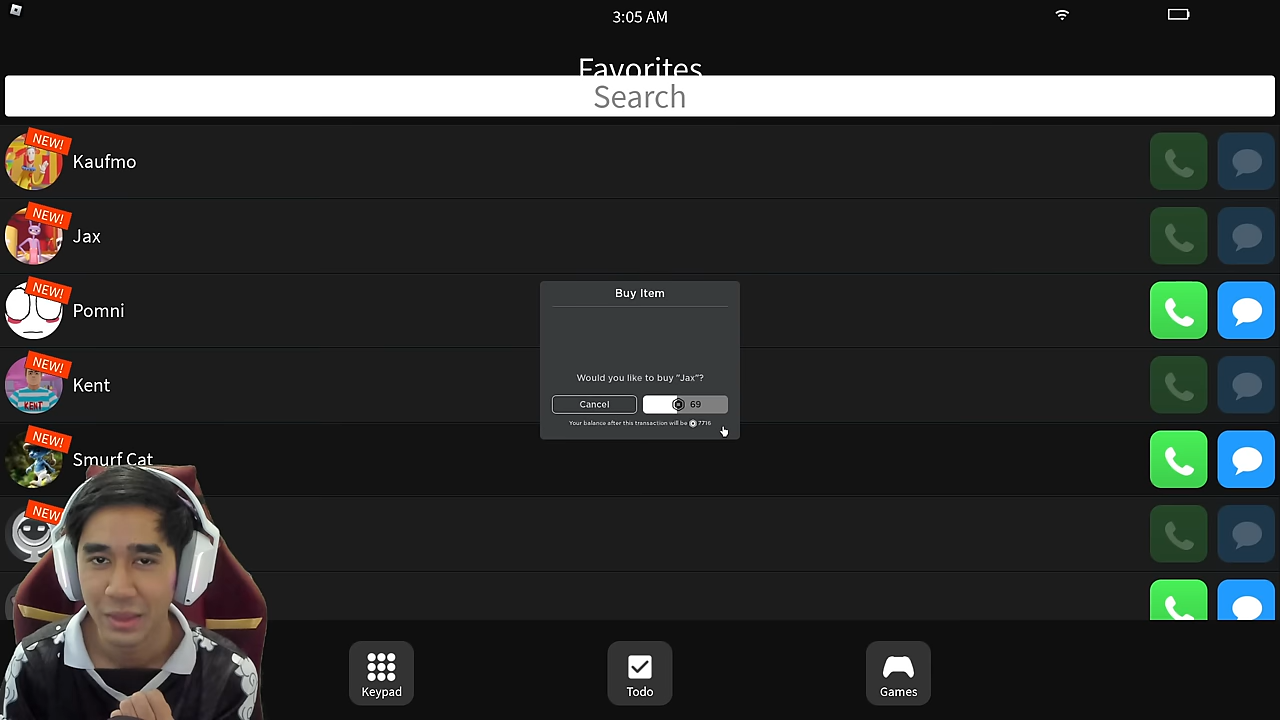 3:05 AM
Favorites
Search
NEW!
Kaufmo
NEW!
Jax
NEW!
Pomni
NEW!
Kent
KENT
NEW!
Smurf Cat
NEW
Buy Item
Would you like to buy "Jax"?
Cancel
69
Your balance after this transaction will be 7716
Keypad
Todo
Games